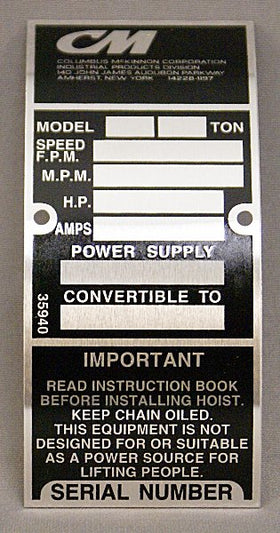 CM
COLUMBUS McKINNON CORPORATION
INDUSTRIAL PRODUCTS DIVISION
140 JOHN JAMES AUDUBON PARKWAY
AMHERST, NEW YORK 14228-1197
MODEL TON
SPEED
F.P.M.
M.P.M.
H.P.
AMPS
POWER SUPPLY
CONVERTIBLE TO
35940
IMPORTANT
READ INSTRUCTION BOOK
BEFORE INSTALLING HOIST.
KEEP CHAIN OILED.
THIS EQUIPMENT IS NOT
DESIGNED FOR OR SUITABLE
AS A POWER SOURCE FOR
LIFTING PEOPLE.
SERIAL NUMBER